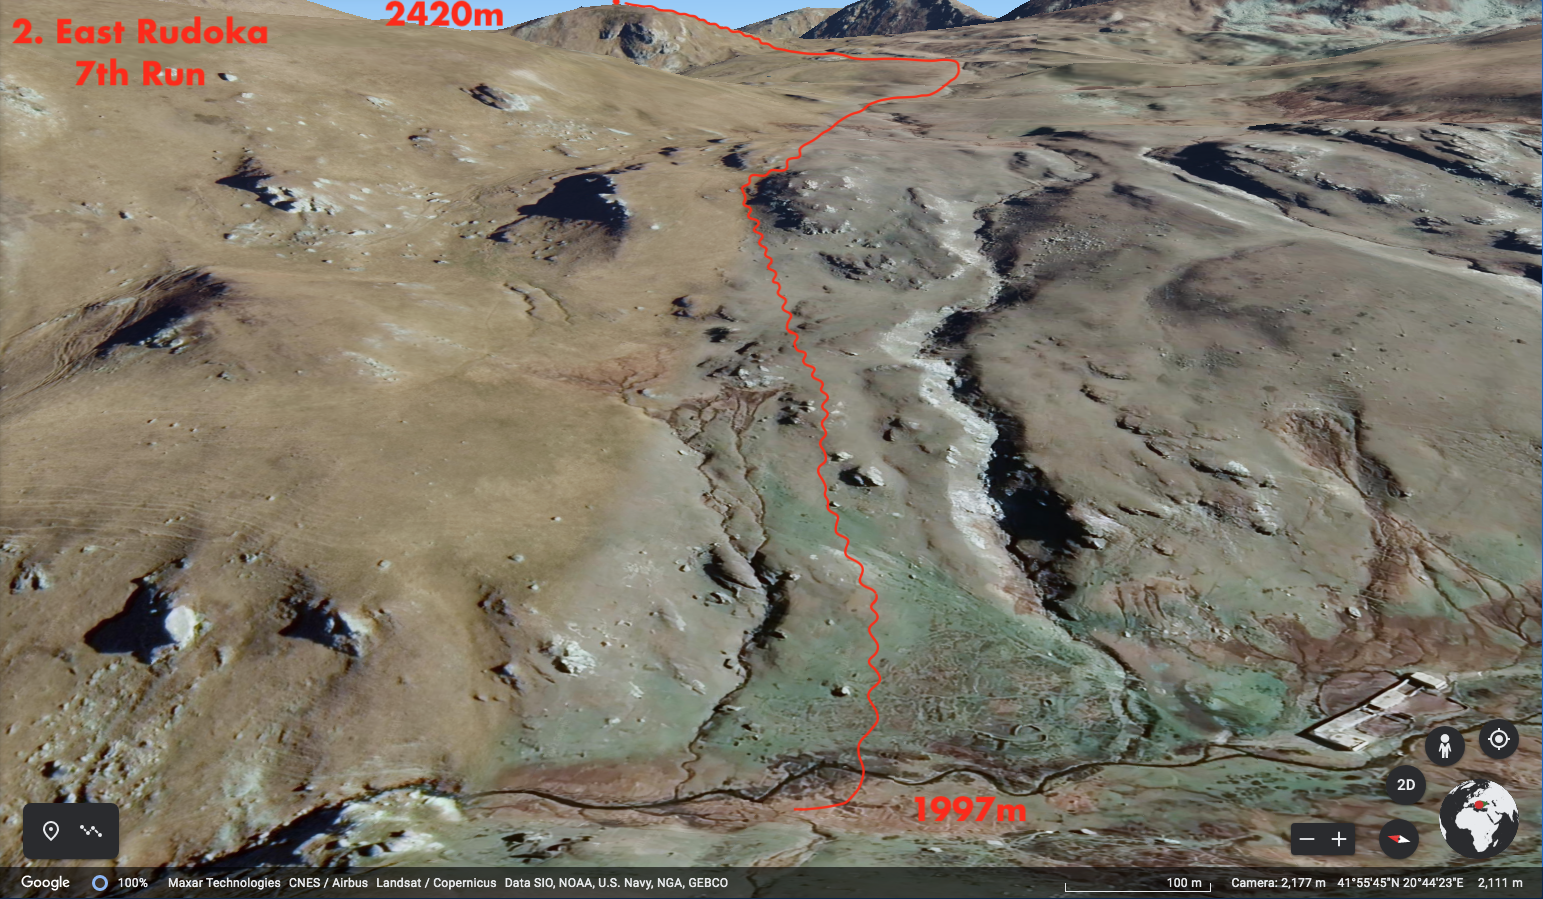 2420m
2. East Rudoka
7th Run
1997m
2D
100 m
Google 100% Maxar Technologies CNES / Airbus Landsat / Copernicus Data SIO, NOAA, U.S. Navy, NGA, GEBCO Camera: 2,177 m 41°55'45"N 20°44'23"E 2,111 m